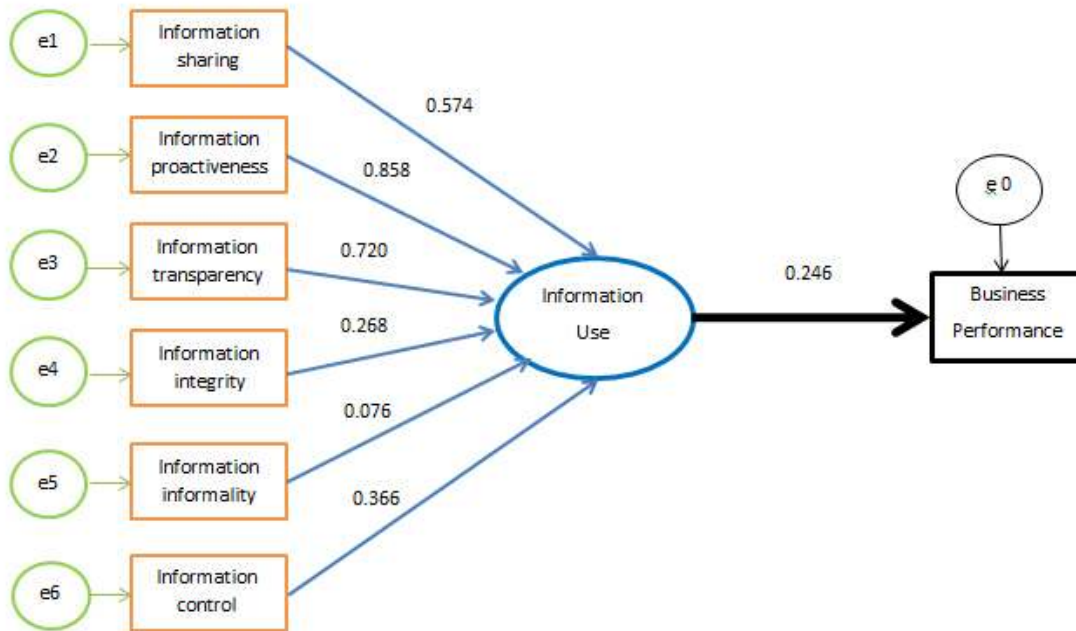 e1
Information
sharing
0.574
e2
Information
proactiveness
0.858
e 0
e3
Information
transparency
0.720
Information
Use
0.246
Business
Performance
e4
Information
integrity
0.268
e5
Information
informality
0.076
e6
Information
control
0.366